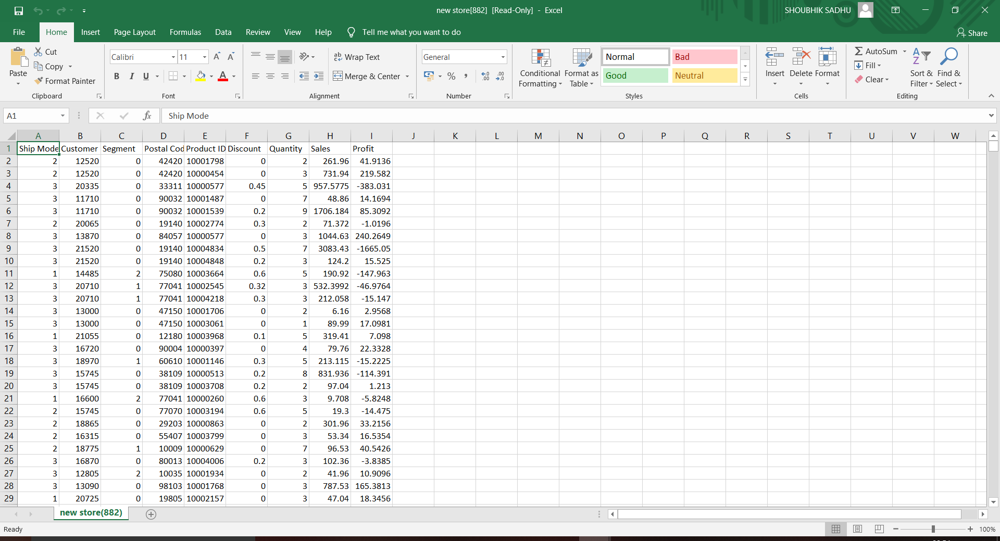 new store[882]  [Read-Only]  -  Excel
SHOUBHIK SADHU
File Home Insert Page Layout Formulas Data Review View Help Tell me what you want to do Share
Paste
Cut
Copy
Format Painter
Clipboard
Calibri 11
B I U
Font
Wrap Text
Merge & Center
Alignment
General
Number
Conditional Formatting
Format as Table
Normal Bad
Good Neutral
Styles
Insert Delete Format
Cells
AutoSum
Fill
Clear
Sort & Filter
Find & Select
Editing
A1 fx Ship Mode
A B C D E F G H I J K L M N O P Q R S T U V W
1 Ship Mode Customer Segment Postal Cod Product ID Discount Quantity Sales Profit
2 2 12520 0 42420 10001798 0 2 261.96 41.9136
3 2 12520 0 42420 10000454 0 3 731.94 219.582
4 3 20335 0 33311 10000577 0.45 5 957.5775 -383.031
5 3 11710 0 90032 10001487 0 7 48.86 14.1694
6 3 11710 0 90032 10001539 0.2 9 1706.184 85.3092
7 2 20065 0 19140 10002774 0.3 2 71.372 -1.0196
8 3 13870 0 84057 10000577 0 3 1044.63 240.2649
9 3 21520 0 19140 10004834 0.5 7 3083.43 -1665.05
10 3 21520 0 19140 10004848 0.2 3 124.2 15.525
11 1 14485 2 75080 10003664 0.6 5 190.92 -147.963
12 3 20710 1 77041 10002545 0.32 3 532.3992 -46.9764
13 3 20710 1 77041 10004218 0.3 3 212.058 -15.147
14 3 13000 0 47150 10001706 0 2 6.16 2.9568
15 3 13000 0 47150 10003061 0 1 89.99 17.0981
16 1 21055 0 12180 10003968 0.1 5 319.41 7.098
17 3 16720 0 90004 10000397 0 4 79.76 22.3328
18 3 18970 1 60610 10001146 0.3 5 213.115 -15.2225
19 3 15745 0 38109 10000513 0.2 8 831.936 -114.391
20 3 15745 0 38109 10003708 0.2 2 97.04 1.213
21 1 16600 2 77041 10000260 0.6 3 9.708 -5.8248
22 2 15745 0 77070 10003194 0.6 5 19.3 -14.475
23 2 18865 0 29203 10000863 0 2 301.96 33.2156
24 2 16315 0 55407 10003799 0 3 53.34 16.5354
25 2 18775 1 10009 10000629 0 7 96.53 40.5426
26 3 16870 0 80013 10004006 0.2 3 102.36 -3.8385
27 3 12805 2 10035 10001934 0 2 41.96 10.9096
28 3 13090 0 98103 10001768 0 3 787.53 165.3813
29 1 20725 0 19805 10002157 0 3 47.04 18.3456
new store(882)
Ready
100%